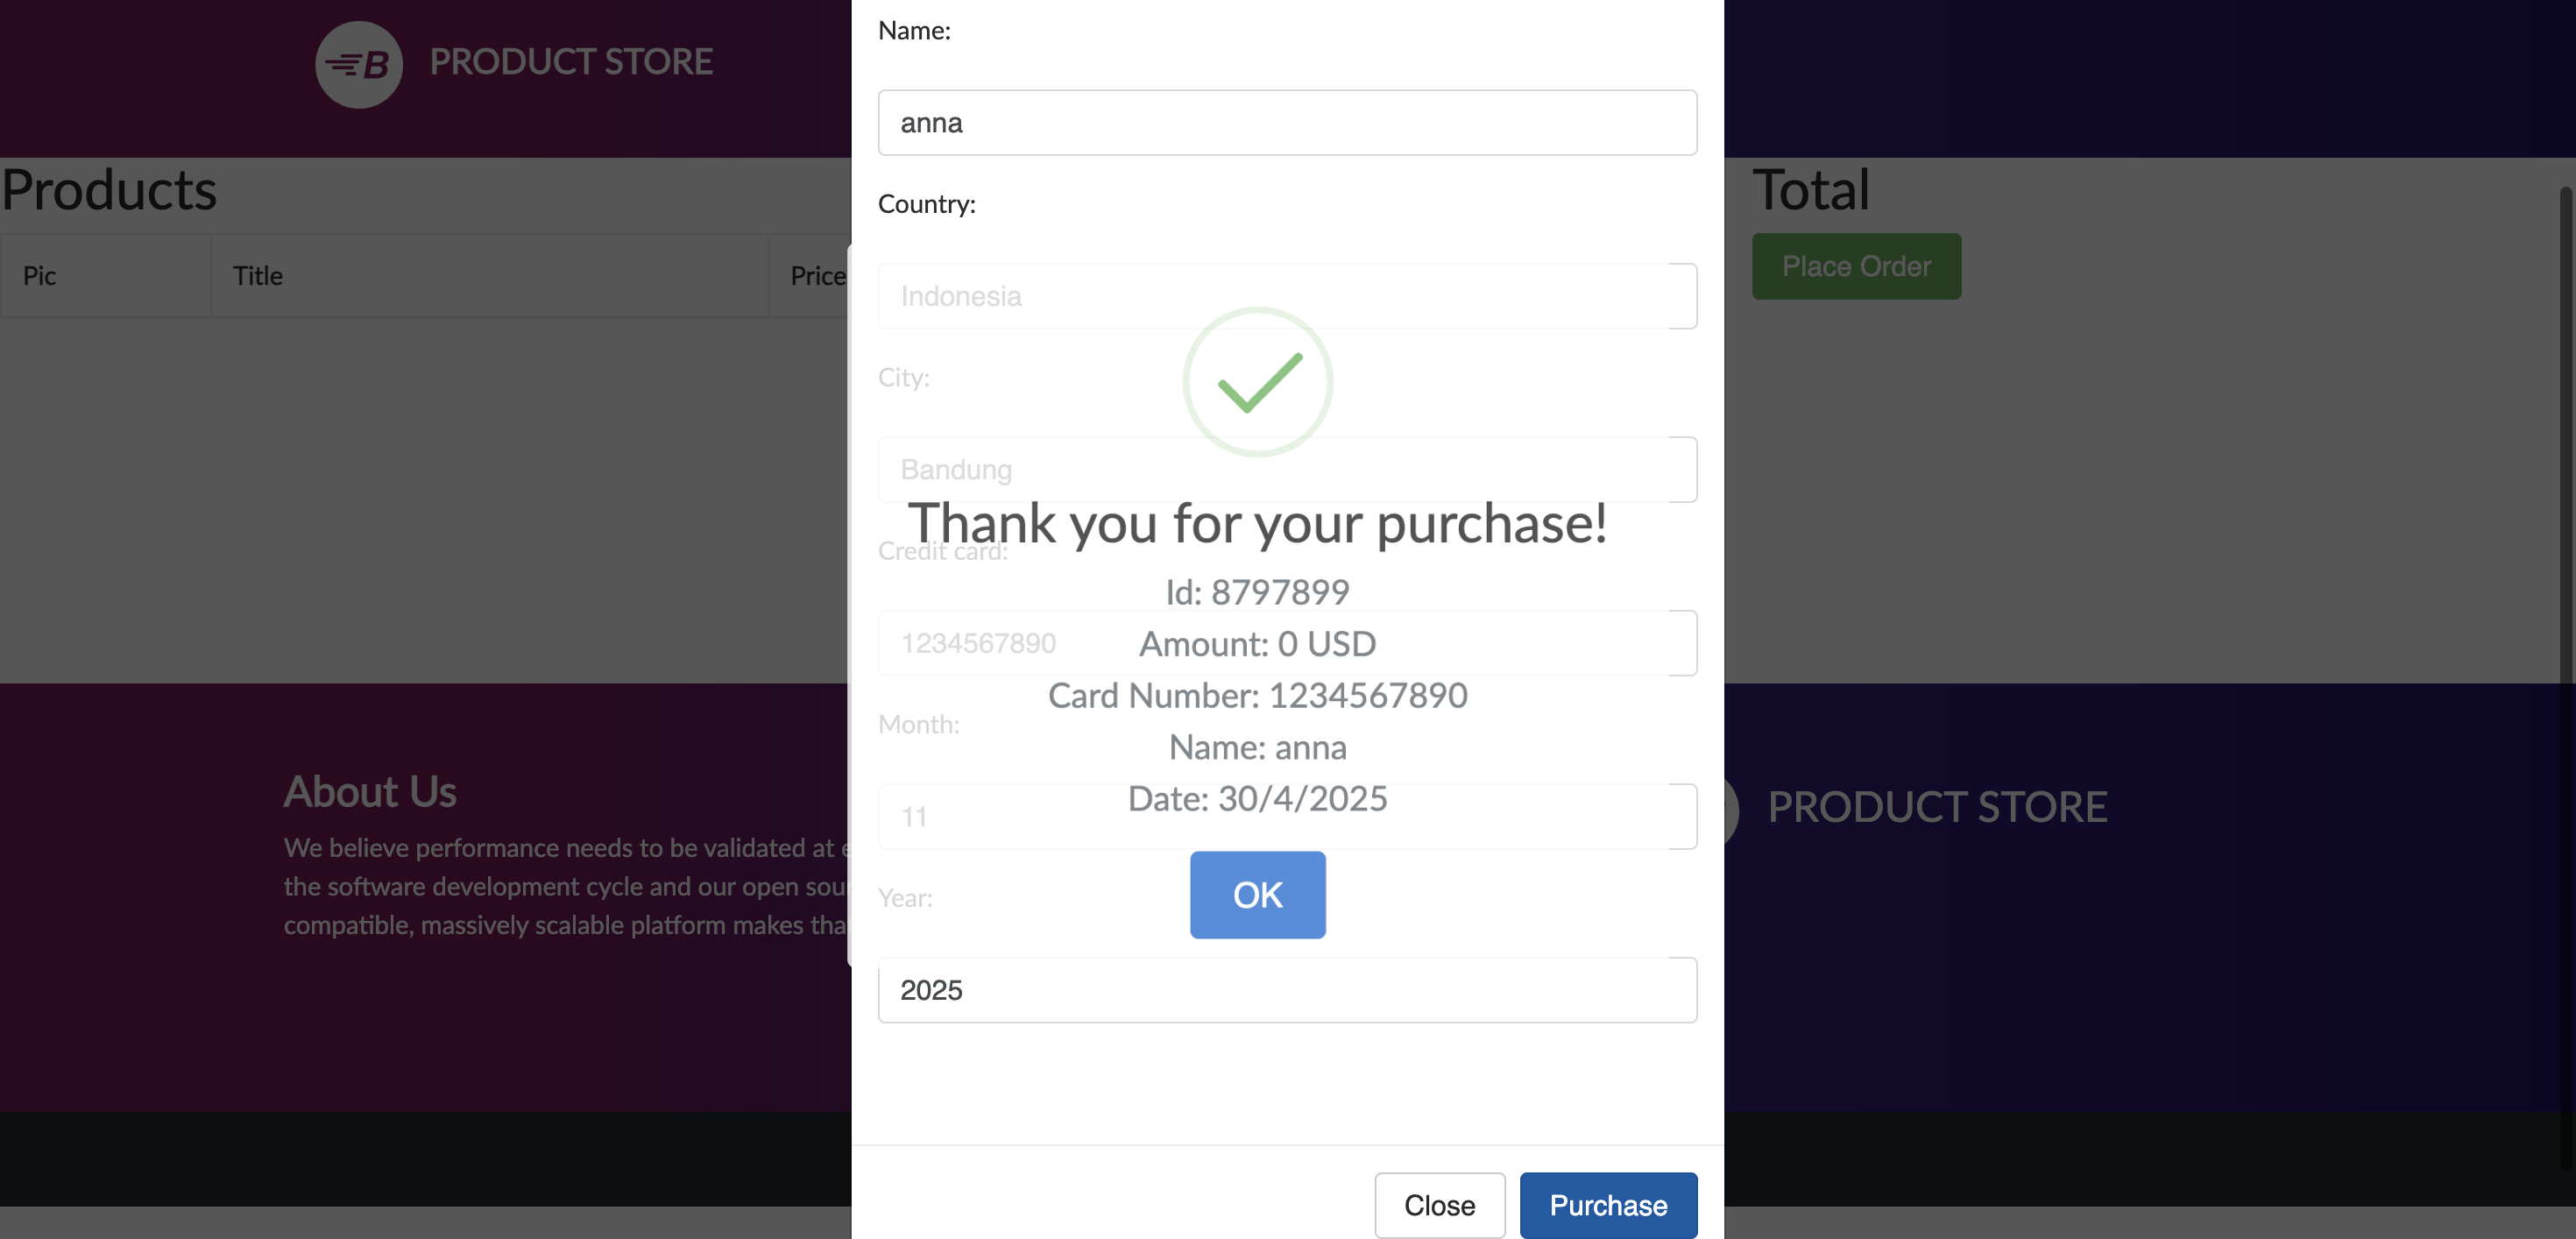 B PRODUCT STORE
Products
Pic Title Price
Name:
anna
Country:
Indonesia
City:
Bandung
Credit card:
1234567890
Month:
11
Year:
2025
Thank you for your purchase!
Id: 8797899
Amount: 0 USD
Card Number: 1234567890
Name: anna
Date: 30/4/2025
OK
Close Purchase
Total
Place Order
About Us
We believe performance needs to be validated at
the software development cycle and our open sou
compatible, massively scalable platform makes tha
PRODUCT STORE